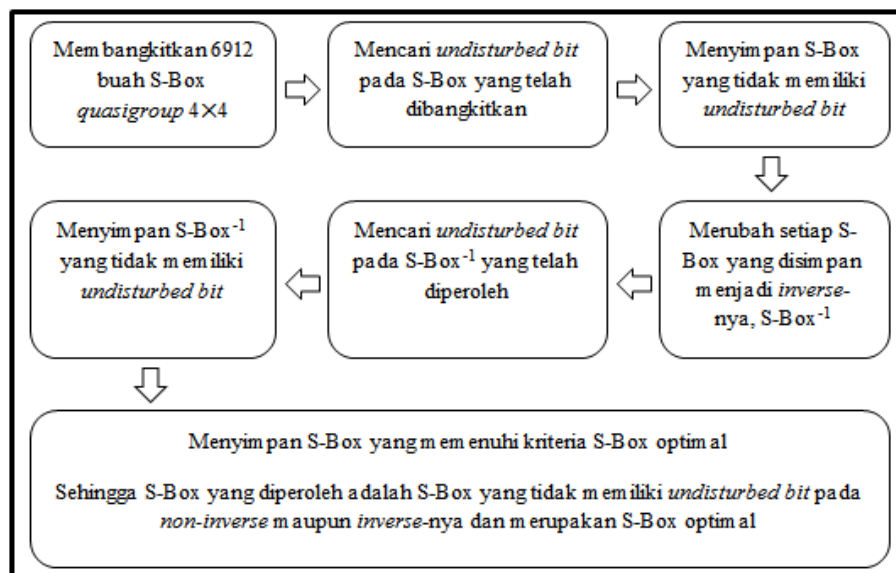 Membangkitkan 6912
buah S-Box
quasigroup 4×4
Mencari undisturbed bit
pada S-Box yang telah
dibangkitkan
Menyimpan S-Box
yang tidak memiliki
undisturbed bit
Merubah setiap S-
Box yang disimpan
menjadi inverse-
nya, S-Box⁻¹
Mencari undisturbed bit
pada S-Box⁻¹ yang telah
diperoleh
Menyimpan S-Box⁻¹
yang tidak memiliki
undisturbed bit
Menyimpan S-Box yang memenuhi kriteria S-Box optimal
Sehingga S-Box yang diperoleh adalah S-Box yang tidak memiliki undisturbed bit pada
non-inverse maupun inverse-nya dan merupakan S-Box optimal